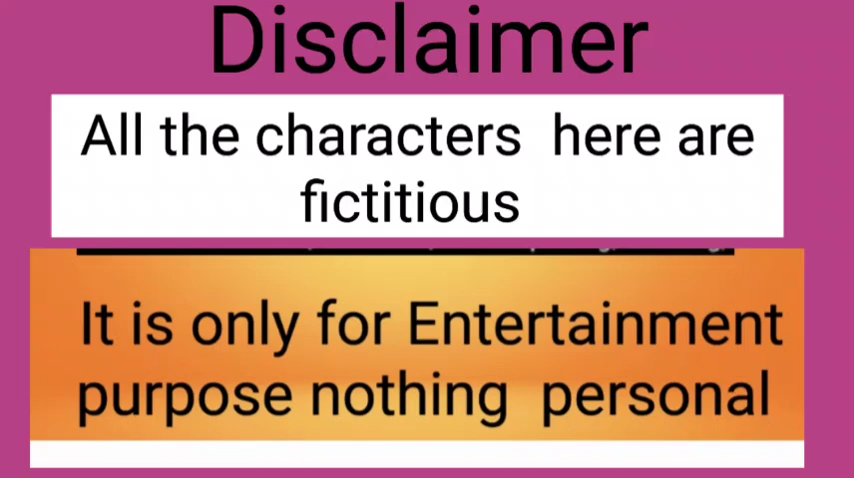 Disclaimer
All the characters here are
fictitious
It is only for Entertainment
purpose nothing personal